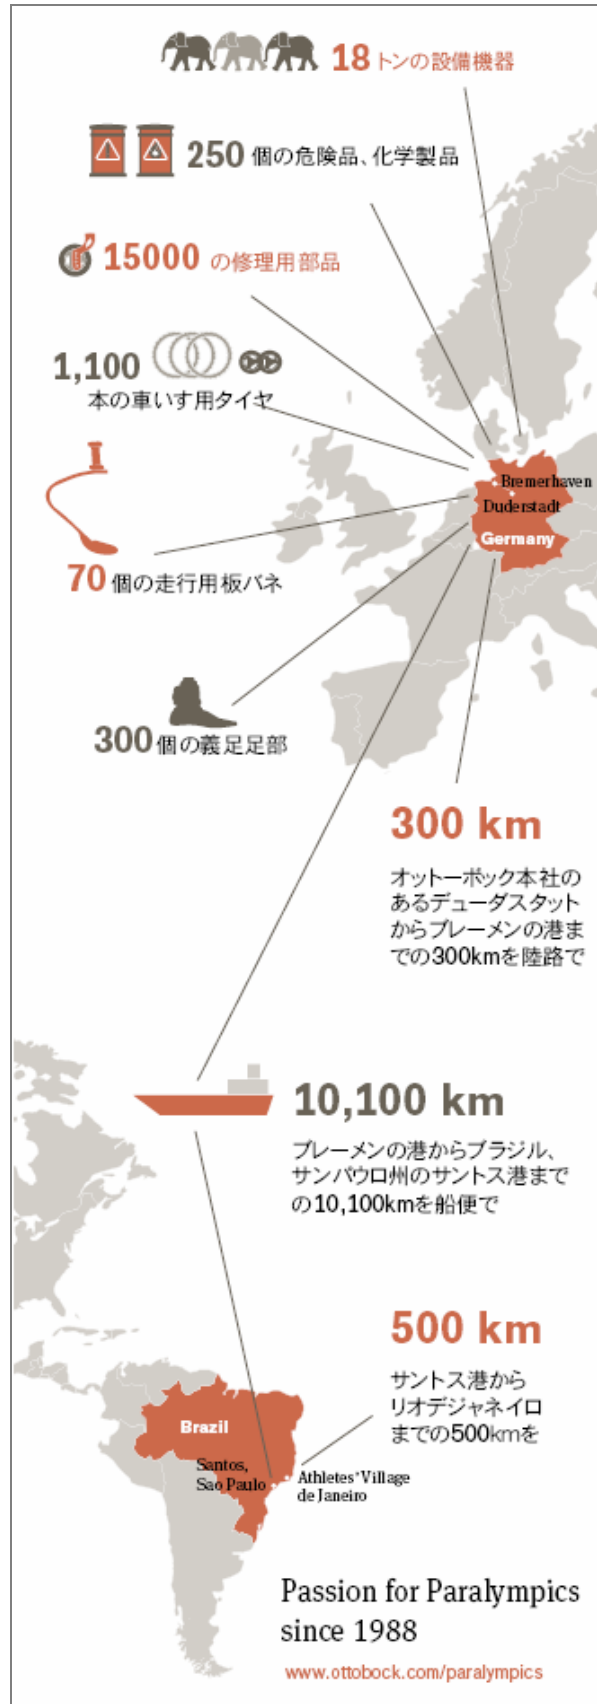 18 トンの設備機器
250 個の危険品、化学製品
15000 の修理用部品
1,100
本の車いす用タイヤ
Bremerhaven
Duderstadt
Germany
70 個の走行用板バネ
300 個の義足足部
300 km
オットーボック本社の
あるデューダスタット
からブレーメンの港ま
での300kmを陸路で
10,100 km
ブレーメンの港からブラジル、
サンパウロ州のサントス港まで
の10,100kmを船便で
500 km
サントス港から
リオデジャネイロ
までの500kmを
Brazil
Santos,
Sao Paulo
Athletes' Village
de Janeiro
Passion for Paralympics
since 1988
www.ottobock.com/paralympics